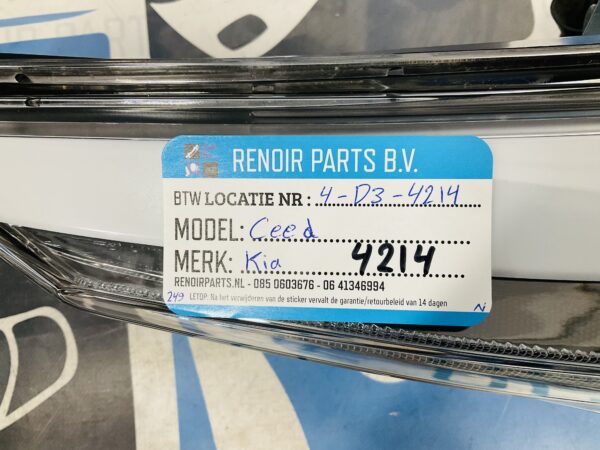 RENOIR PARTS B.V.
BTW LOCATIE NR: 4-D3-4214
MODEL: Ceed
MERK: Kia 4214
RENOIRPARTS.NL - 085 0603676 - 06 41346994
249 LETOP: Na het verwijderen van de sticker vervalt de garantie/retourbeleid van 14 dagen N